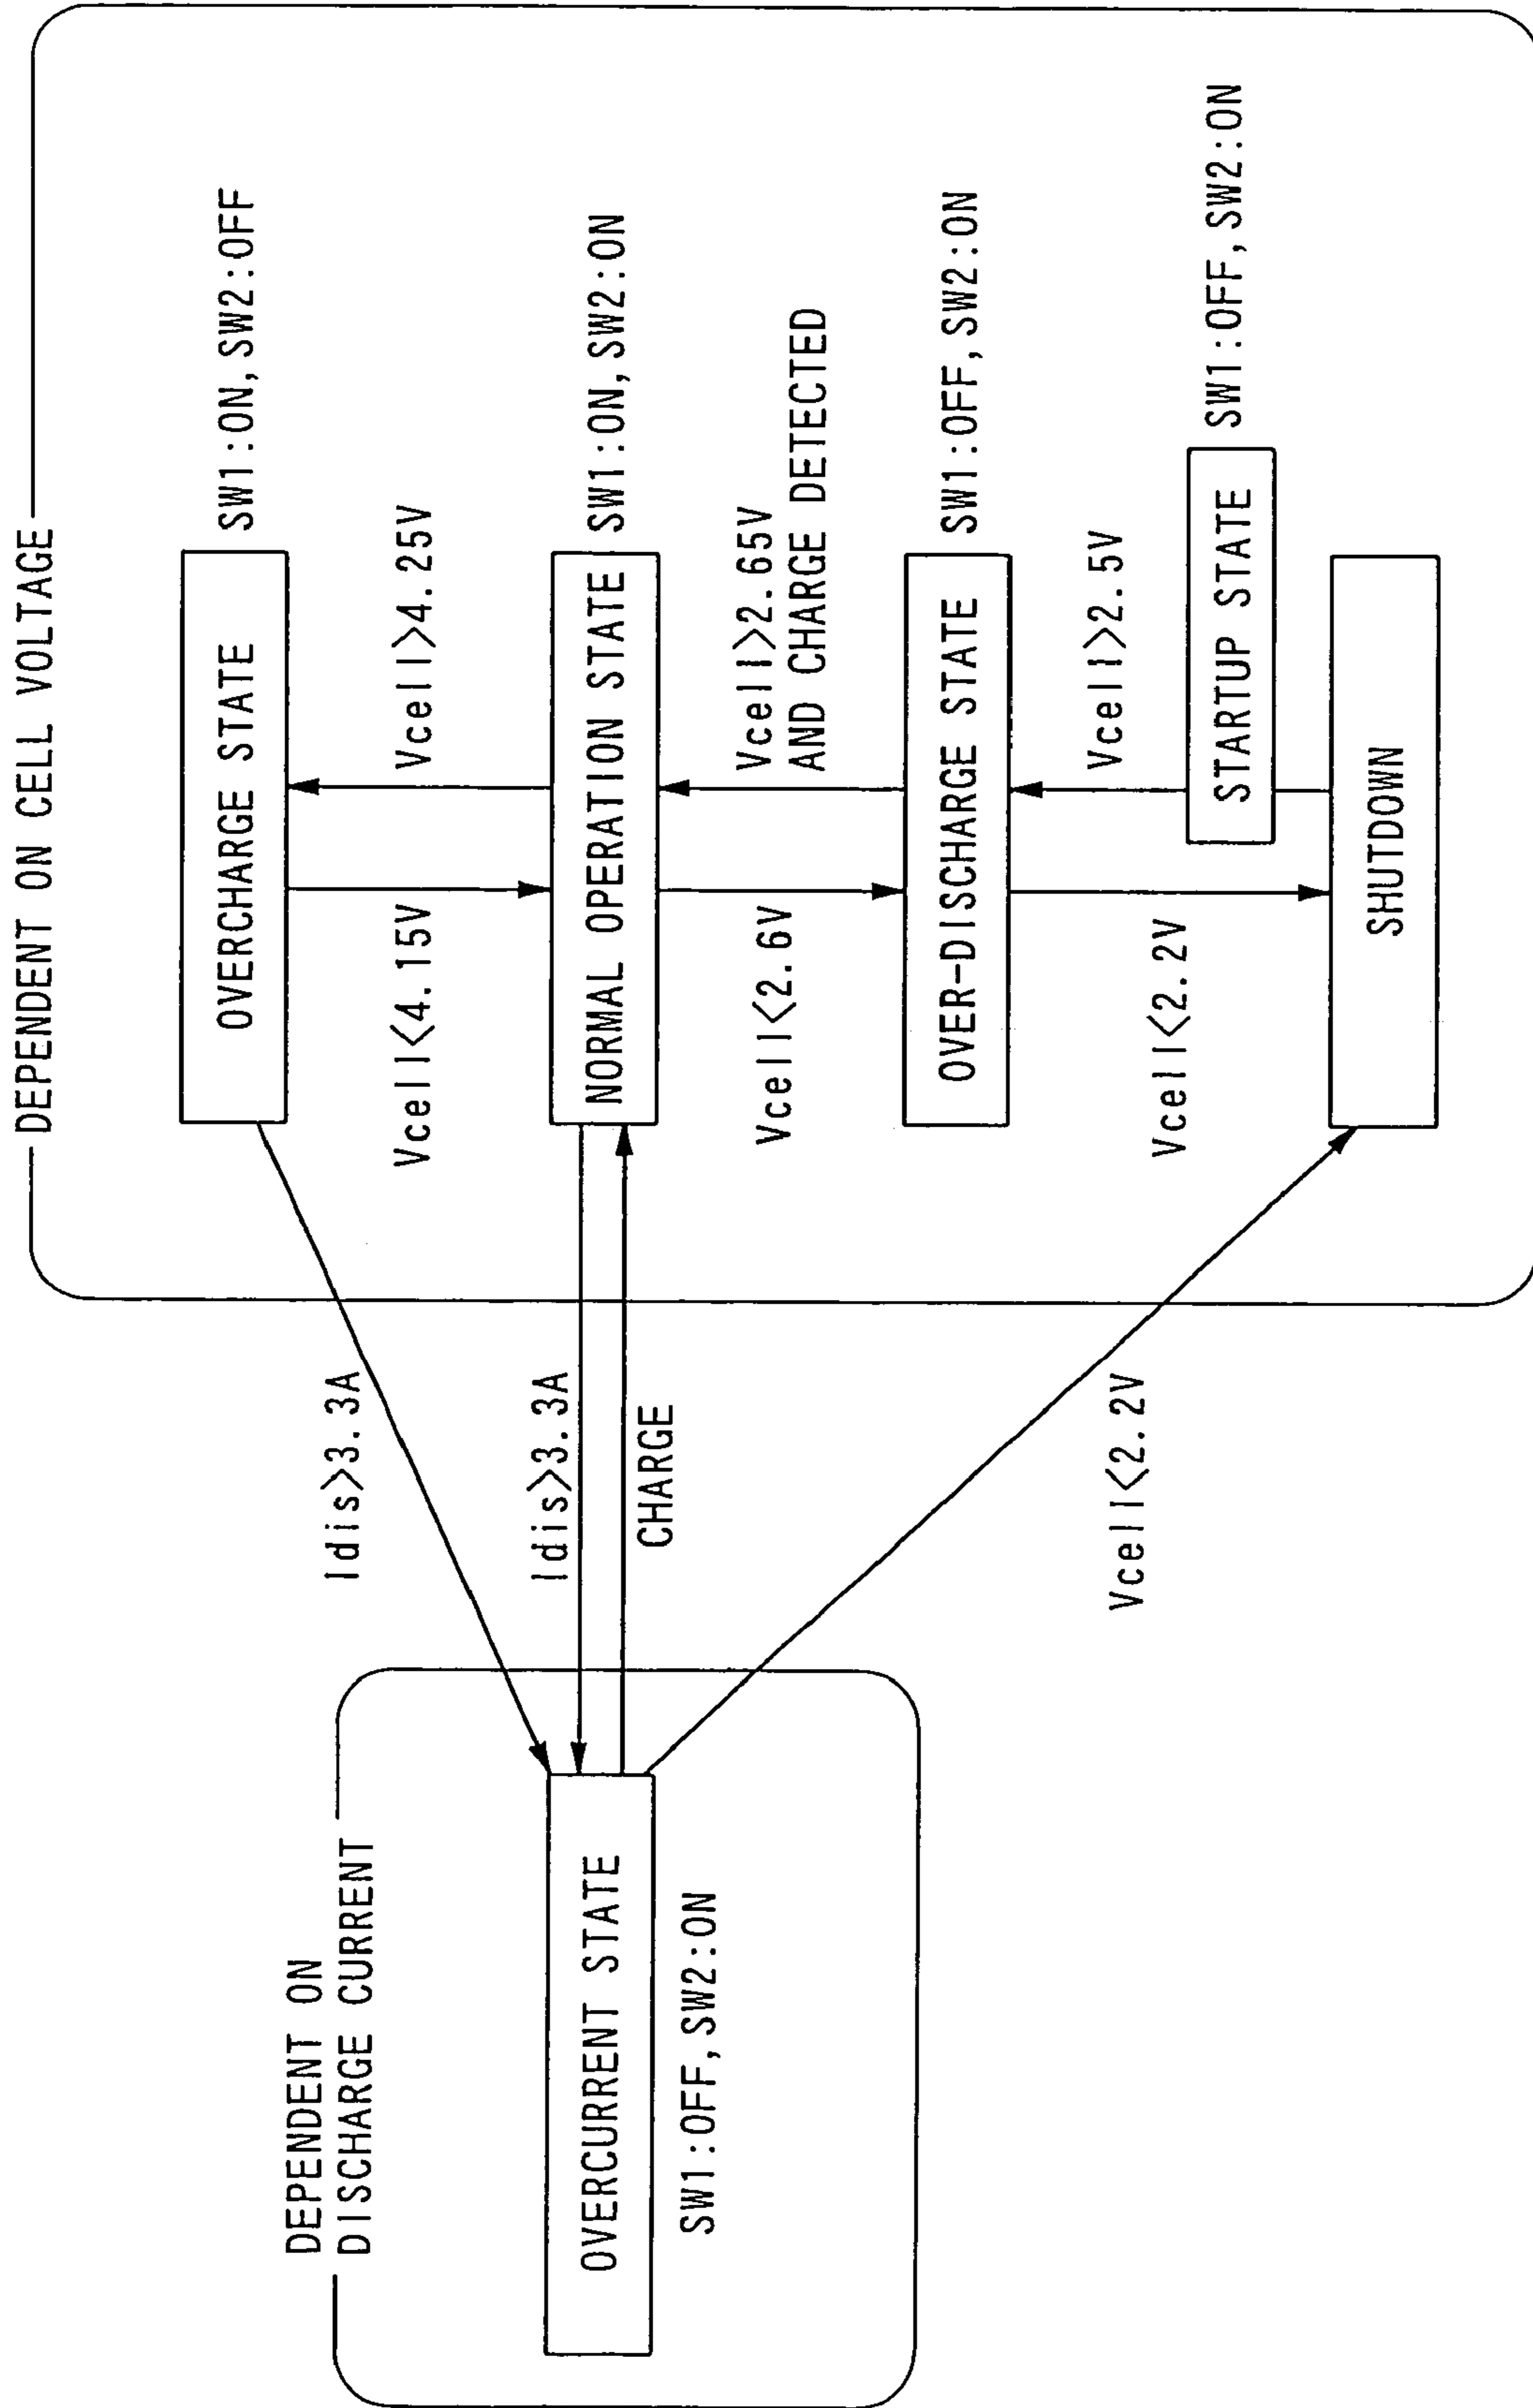 DEPENDENT ON CELL VOLTAGE
OVERCHARGE STATE
SW1:ON,SW2:OFF
Idis>3.3A
Vcell<4.15V
Vcell>4.25V
DEPENDENT ON
DISCHARGE CURRENT
OVERCURRENT STATE
SW1:OFF,SW2:ON
Idis>3.3A
CHARGE
NORMAL OPERATION STATE
SW1:ON,SW2:ON
Vcell<2.6V
Vcell>2.65V
AND CHARGE DETECTED
OVER-DISCHARGE STATE
SW1:OFF,SW2:ON
Vcell<2.2V
Vcell<2.2V
Vcell>2.5V
STARTUP STATE
SW1:OFF,SW2:ON
SHUTDOWN